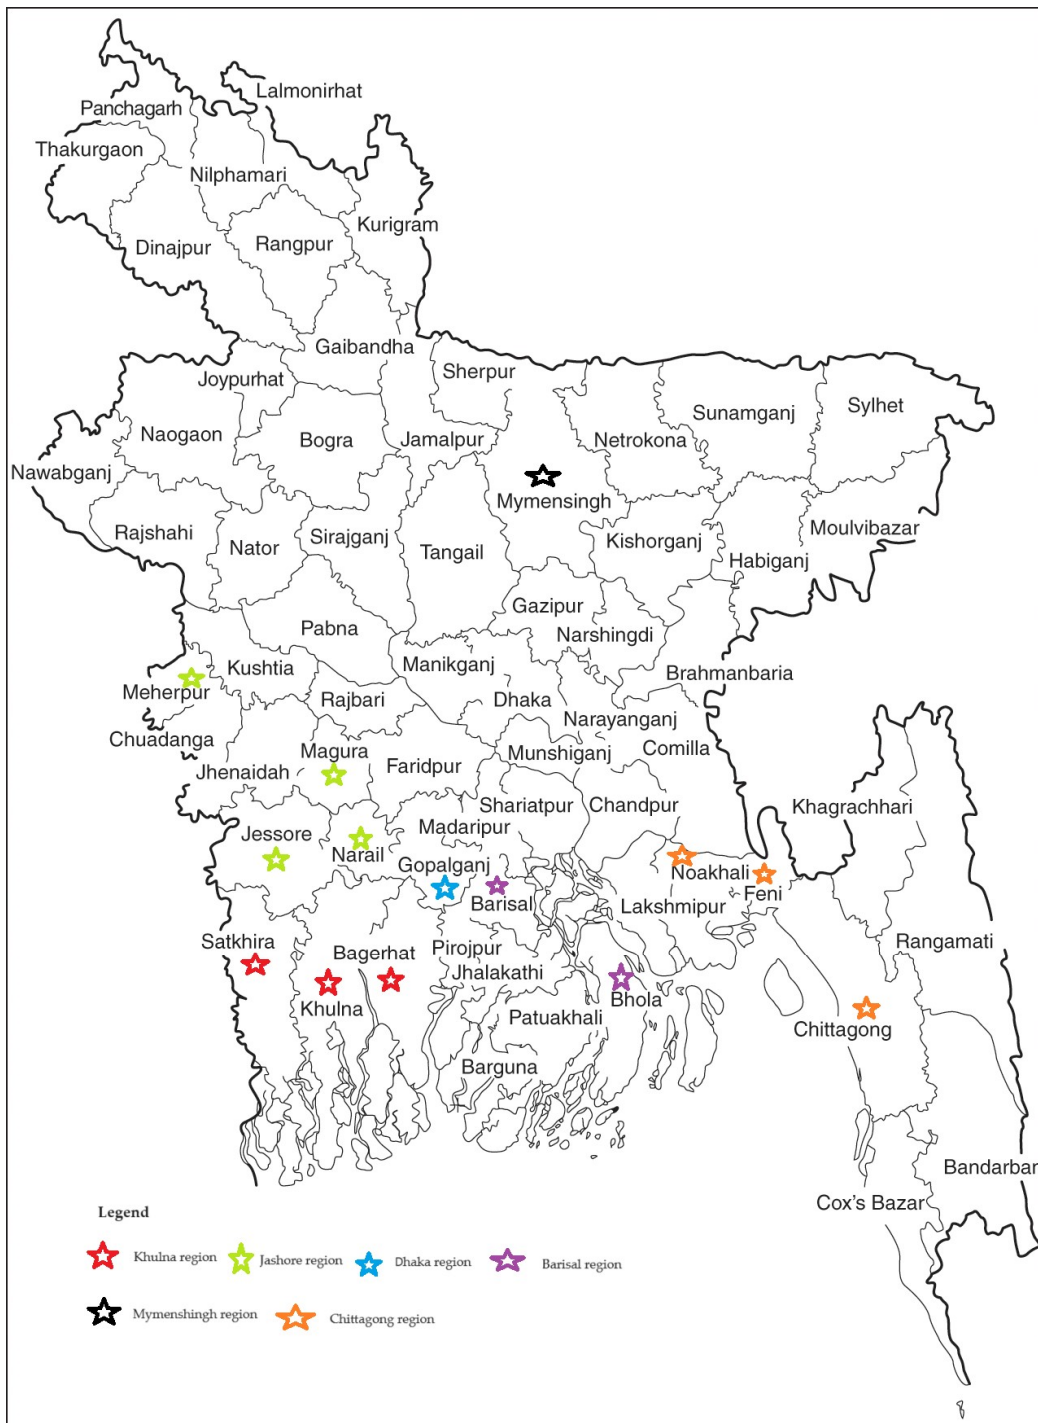 Lalmonirhat
Panchagarh
Thakurgaon
Nilphamari
Kurigram
Rangpur
Dinajpur
Gaibandha
Sherpur
Joypurhat
Sylhet
Sunamganj
Naogaon
Bogra
Jamalpur
Netrokona
Nawabganj
Mymensingh
Rajshahi
Sirajganj
Moulvibazar
Nator
Tangail
Kishorganj
Habiganj
Gazipur
Pabna
Narshingdi
Kushtia
Manikganj
Brahmanbaria
Meherpur
Rajbari
Dhaka
Narayanganj
Chuadanga
Magura
Munshiganj
Comilla
Jhenaidah
Faridpur
Shariatpur
Chandpur
Khagrachhari
Jessore
Madaripur
Narail
Gopalganj
Noakhali
Feni
Barisal
Lakshmipur
Satkhira
Bagerhat
Pirojpur
Rangamati
Jhalakathi
Khulna
Bhola
Patuakhali
Chittagong
Barguna
Bandarbar
Cox's Bazar
Legend
Khulna region
Jashore region
Dhaka region
Barisal region
Mymenshingh region
Chittagong region